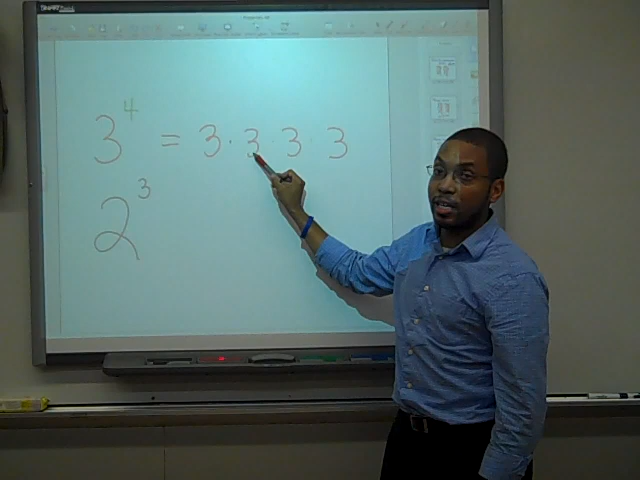 3⁴ = 3 · 3 · 3 · 3
2³